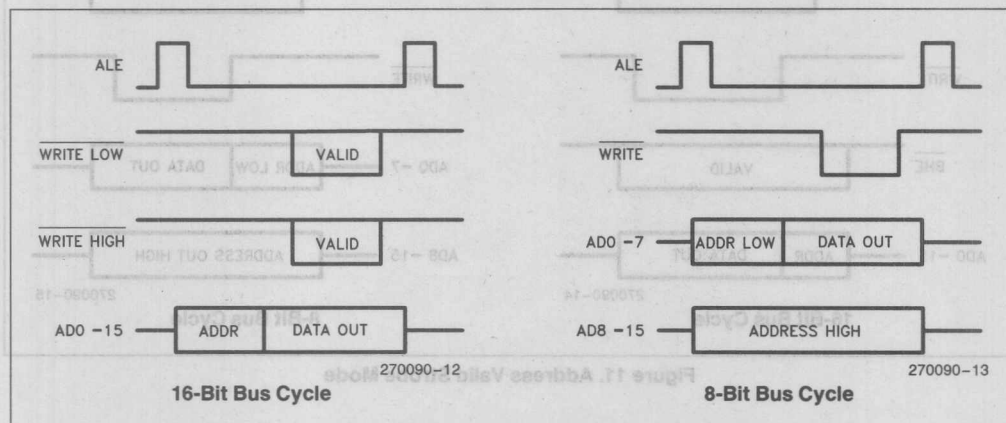 ALE
WRITE LOW
VALID
WRITE HIGH
VALID
AD0 -15
ADDR
DATA OUT
270090-12
16-Bit Bus Cycle
ALE
WRITE
AD0 -7
ADDR LOW
DATA OUT
AD8 -15
ADDRESS HIGH
270090-13
8-Bit Bus Cycle